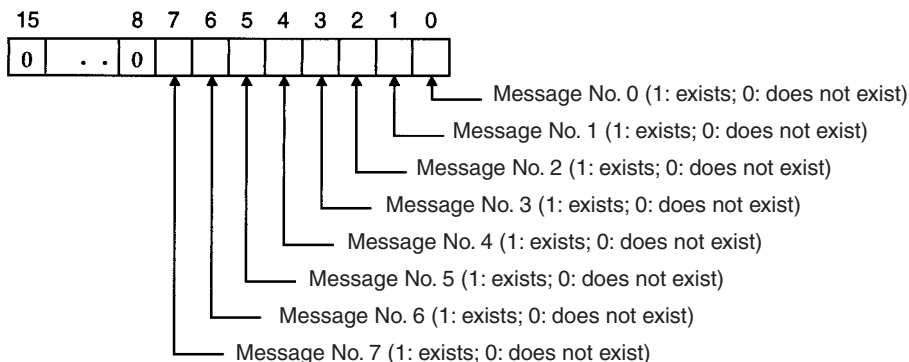 15 8 7 6 5 4 3 2 1 0
0 . . 0
Message No. 0 (1: exists; 0: does not exist)
Message No. 1 (1: exists; 0: does not exist)
Message No. 2 (1: exists; 0: does not exist)
Message No. 3 (1: exists; 0: does not exist)
Message No. 4 (1: exists; 0: does not exist)
Message No. 5 (1: exists; 0: does not exist)
Message No. 6 (1: exists; 0: does not exist)
Message No. 7 (1: exists; 0: does not exist)